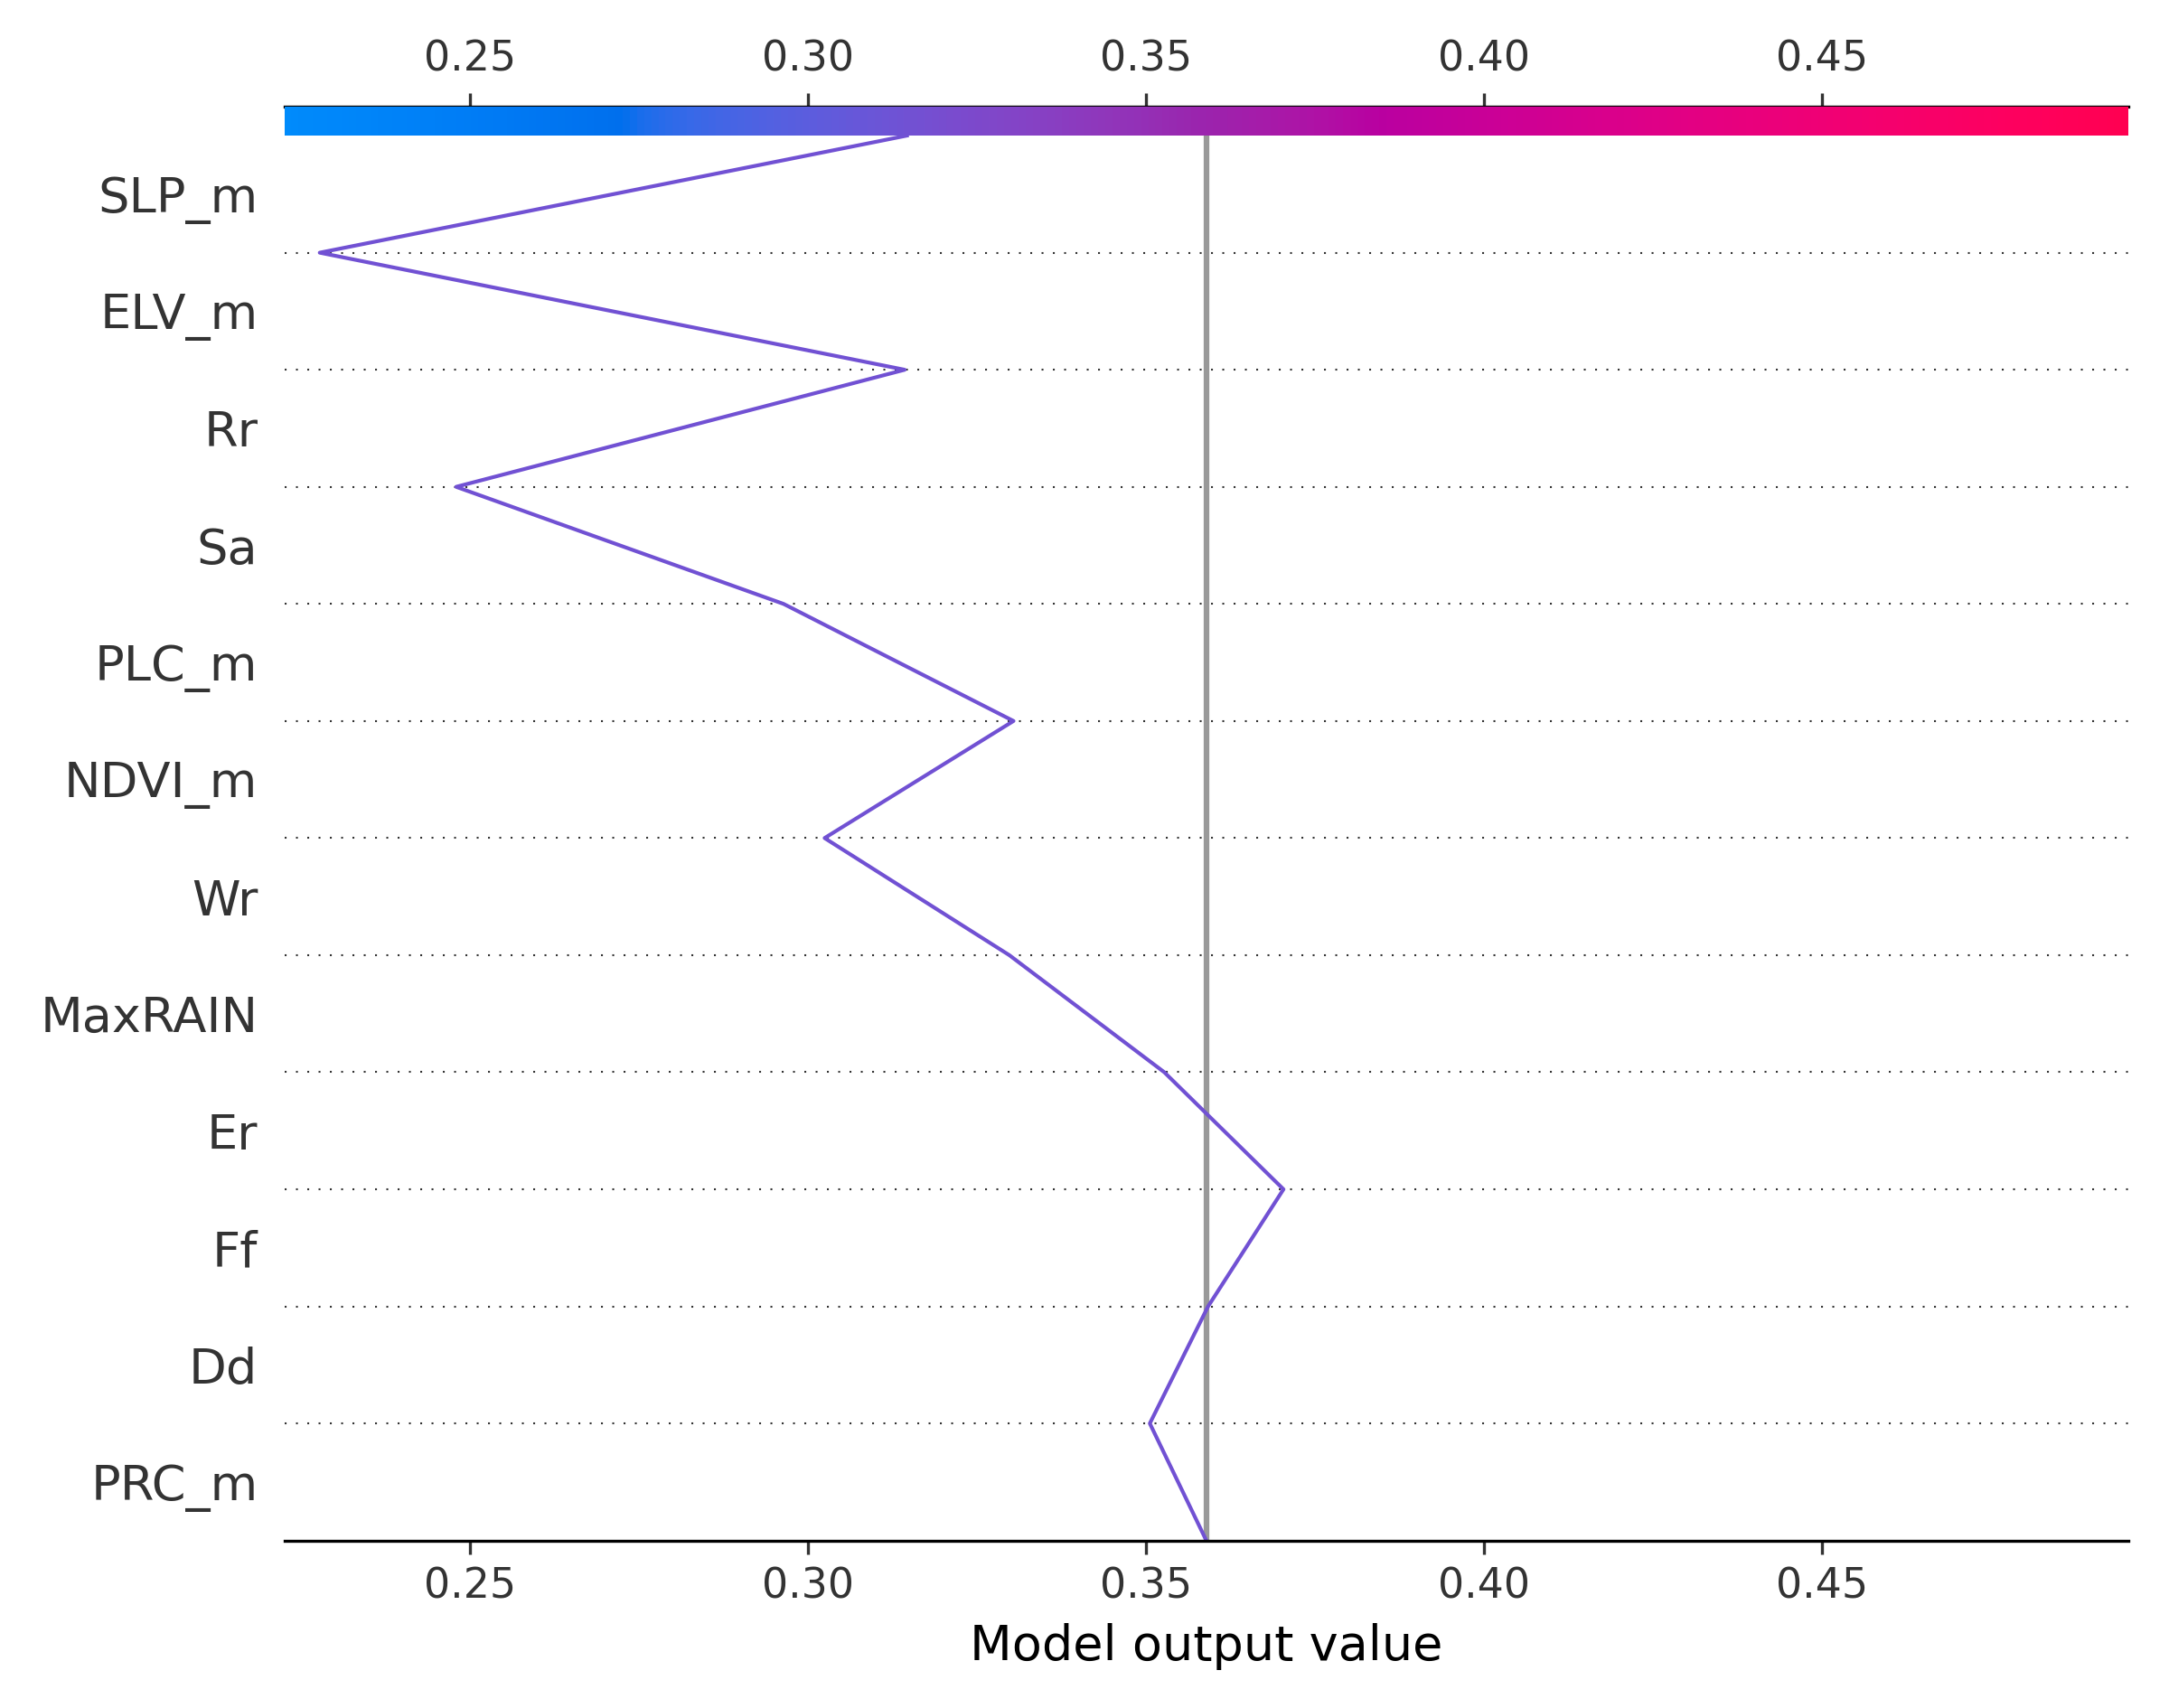 0.25 0.30 0.35 0.40 0.45
SLP_m
ELV_m
Rr
Sa
PLC_m
NDVI_m
Wr
MaxRAIN
Er
Ff
Dd
PRC_m
0.25 0.30 0.35 0.40 0.45
Model output value